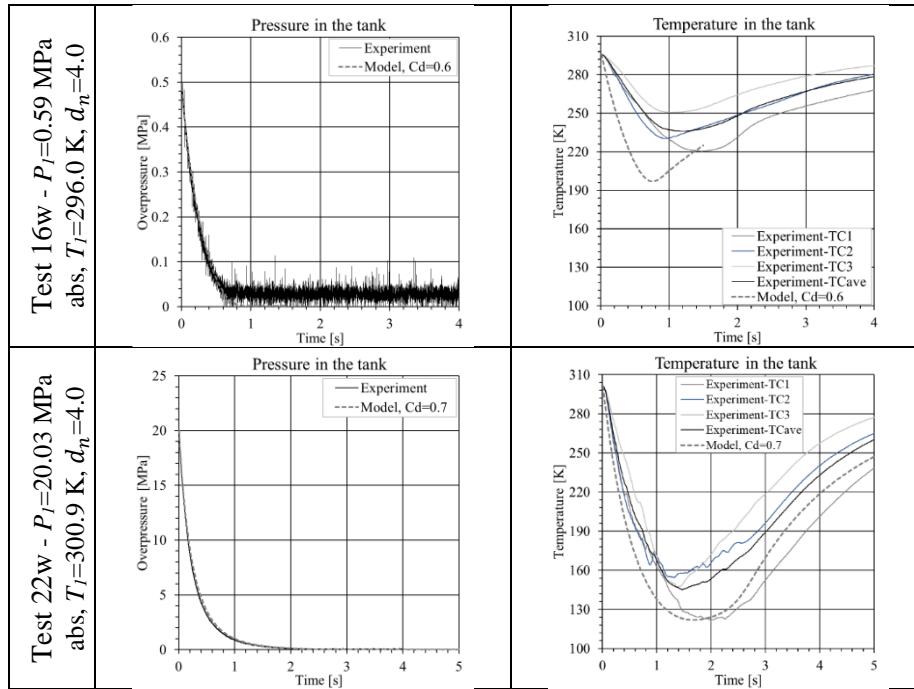 Test 16w - P₁=0.59 MPa
abs, T₁=296.0 K, dₙ=4.0
Pressure in the tank
Overpressure [MPa]
0.6
0.5
0.4
0.3
0.2
0.1
0
Experiment
Model, Cd=0.6
0 1 2 3 4
Time [s]
Temperature in the tank
Temperature [K]
310
280
250
220
190
160
130
100
Experiment-TC1
Experiment-TC2
Experiment-TC3
Experiment-TCave
Model, Cd=0.6
0 1 2 3 4
Time [s]
Test 22w - P₁=20.03 MPa
abs, T₁=300.9 K, dₙ=4.0
Pressure in the tank
Overpressure [MPa]
25
20
15
10
5
0
Experiment
Model, Cd=0.7
0 1 2 3 4 5
Time [s]
Temperature in the tank
Temperature [K]
310
280
250
220
190
160
130
100
Experiment-TC1
Experiment-TC2
Experiment-TC3
Experiment-TCave
Model, Cd=0.7
0 1 2 3 4 5
Time [s]